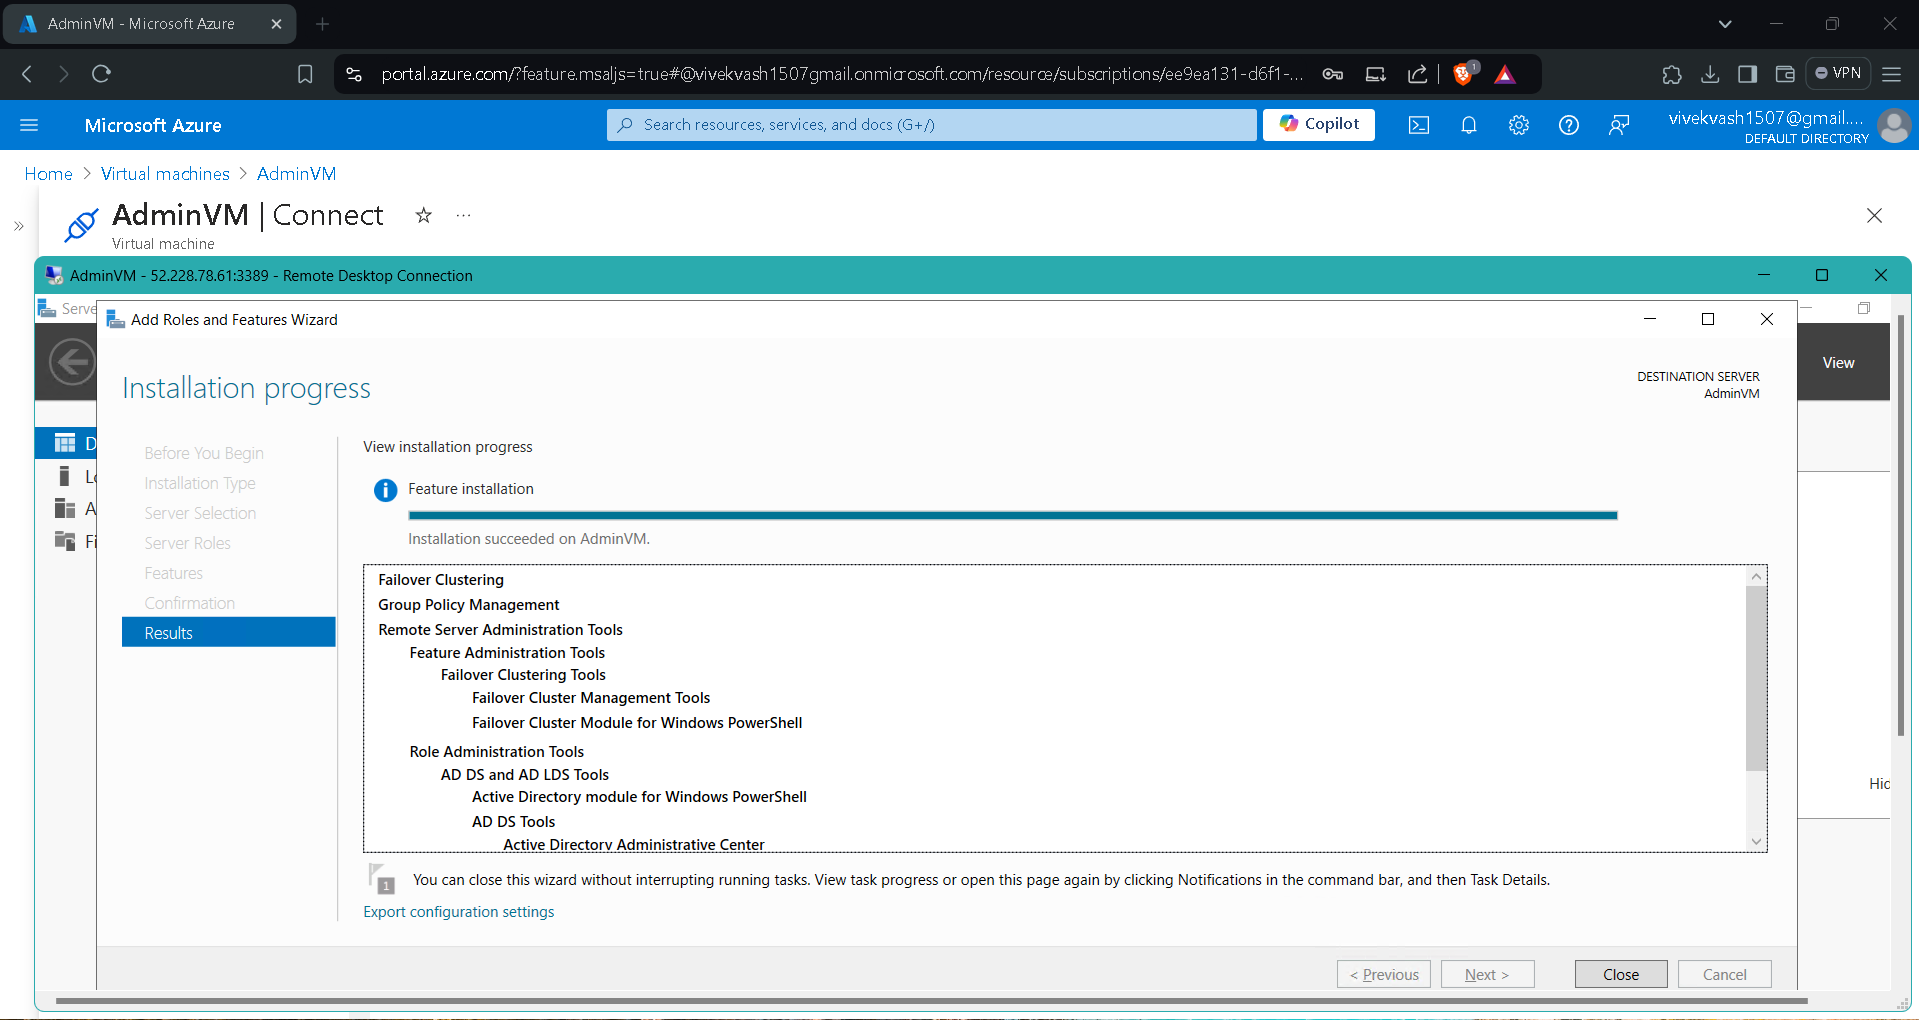 AdminVM - Microsoft Azure
portal.azure.com/?feature.msaljs=true#@vivekvash1507gmail.onmicrosoft.com/resource/subscriptions/ee9ea131-d6f1-...
1
VPN
Microsoft Azure
Search resources, services, and docs (G+/)
Copilot
vivekvash1507@gmail....
DEFAULT DIRECTORY
Home > Virtual machines > AdminVM
AdminVM | Connect
Virtual machine
AdminVM - 52.228.78.61:3389 - Remote Desktop Connection
Serve
Add Roles and Features Wizard
View
Installation progress
DESTINATION SERVER
AdminVM
D
Lo
A
Fi
Before You Begin
Installation Type
Server Selection
Server Roles
Features
Confirmation
Results
View installation progress
Feature installation
Installation succeeded on AdminVM.
Failover Clustering
Group Policy Management
Remote Server Administration Tools
Feature Administration Tools
Failover Clustering Tools
Failover Cluster Management Tools
Failover Cluster Module for Windows PowerShell
Role Administration Tools
AD DS and AD LDS Tools
Active Directory module for Windows PowerShell
AD DS Tools
Active Directory Administrative Center
Hid
1
You can close this wizard without interrupting running tasks. View task progress or open this page again by clicking Notifications in the command bar, and then Task Details.
Export configuration settings
< Previous
Next >
Close
Cancel